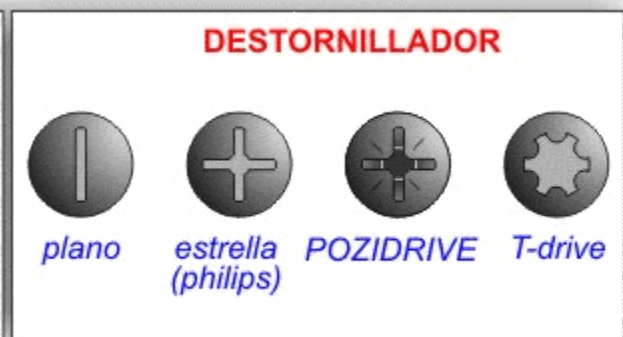 DESTORNILLADOR
plano
estrella
(philips)
POZIDRIVE
T-drive